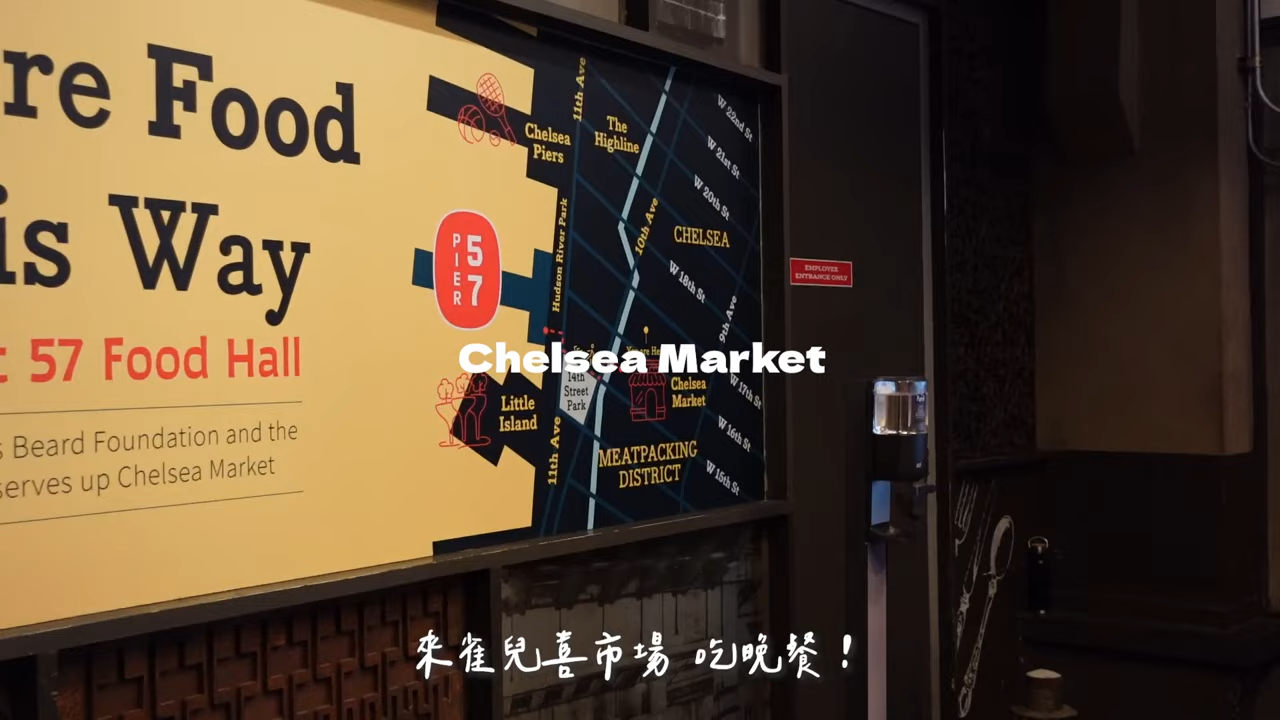 re Food
is Way
t 57 Food Hall
s Beard Foundation and the
serves up Chelsea Market
11th Ave
Chelsea
Piers
The
Highline
W 22nd St
W 21st St
W 20th St
10th Ave
CHELSEA
PIER
57
Hudson River Park
W 18th St
9th Ave
EMPLOYEE
ENTRANCE ONLY
Chelsea Market
14th
Street
Park
Chelsea
Market
W 17th St
Little
Island
11th Ave
W 16th St
MEATPACKING
DISTRICT
W 15th St
來雀兒喜市場 吃晚餐！